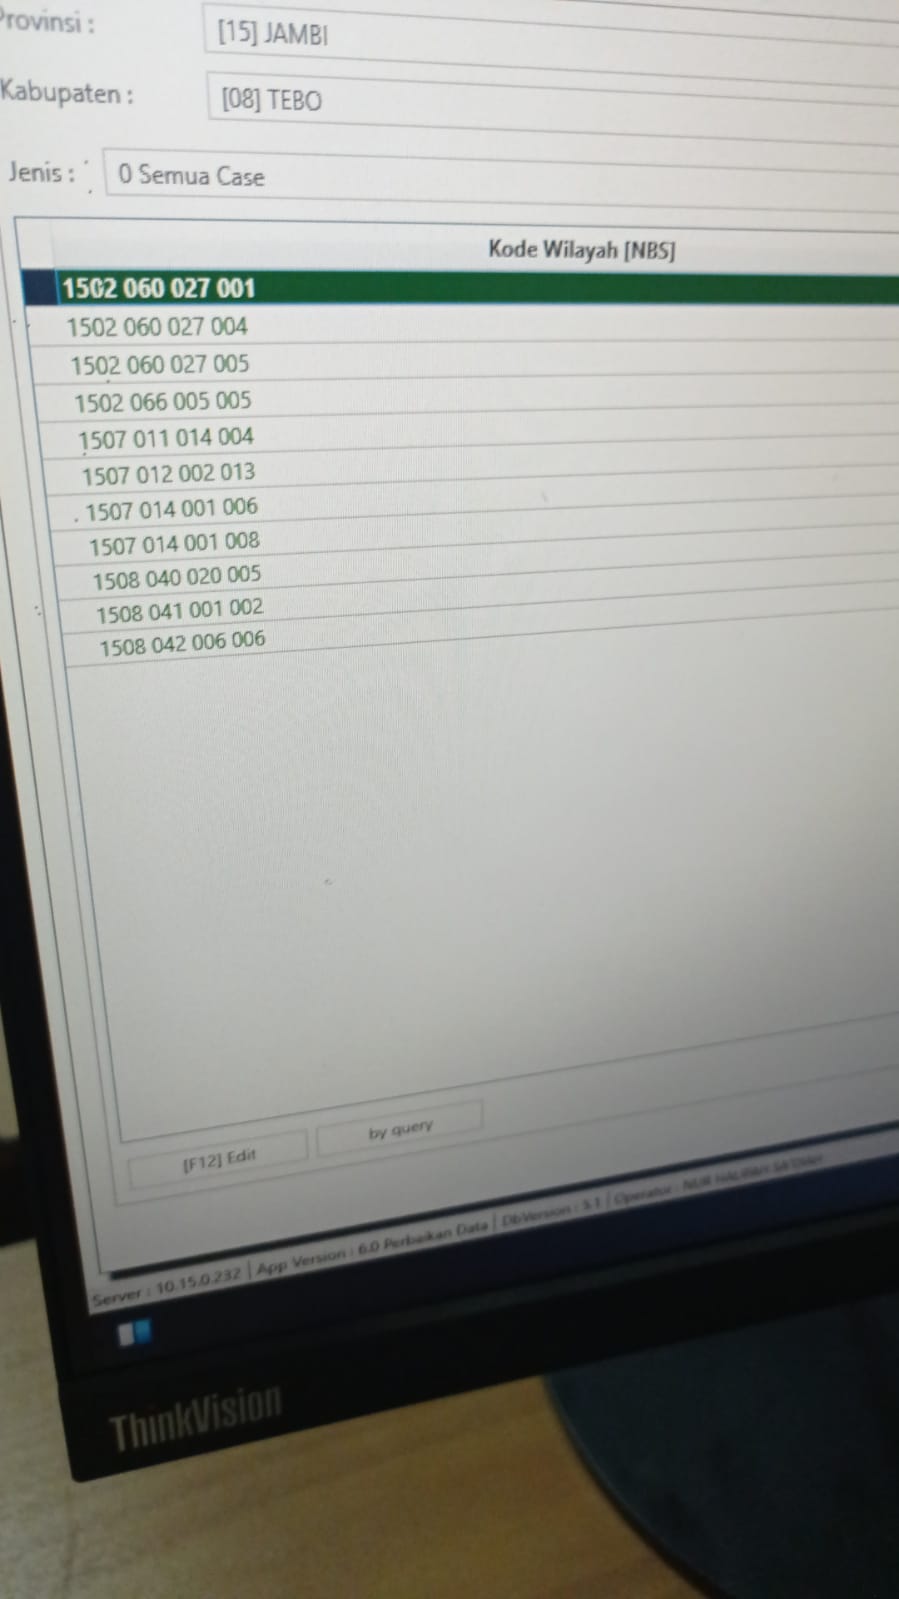 Provinsi :
[15] JAMBI
Kabupaten :
[08] TEBO
Jenis :
0 Semua Case
Kode Wilayah [NBS]
1502 060 027 001
1502 060 027 004
1502 060 027 005
1502 066 005 005
1507 011 014 004
1507 012 002 013
1507 014 001 006
1507 014 001 008
1508 040 020 005
1508 041 001 002
1508 042 006 006
[F12] Edit
by query
Server : 10.15.0.232 | App Version : 6.0 Perbaikan Data | DbVersion : 5.1 | Operator : NUR
ThinkVision